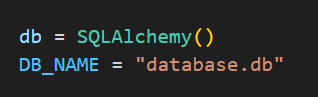 db = SQLAlchemy()
DB_NAME = "database.db"